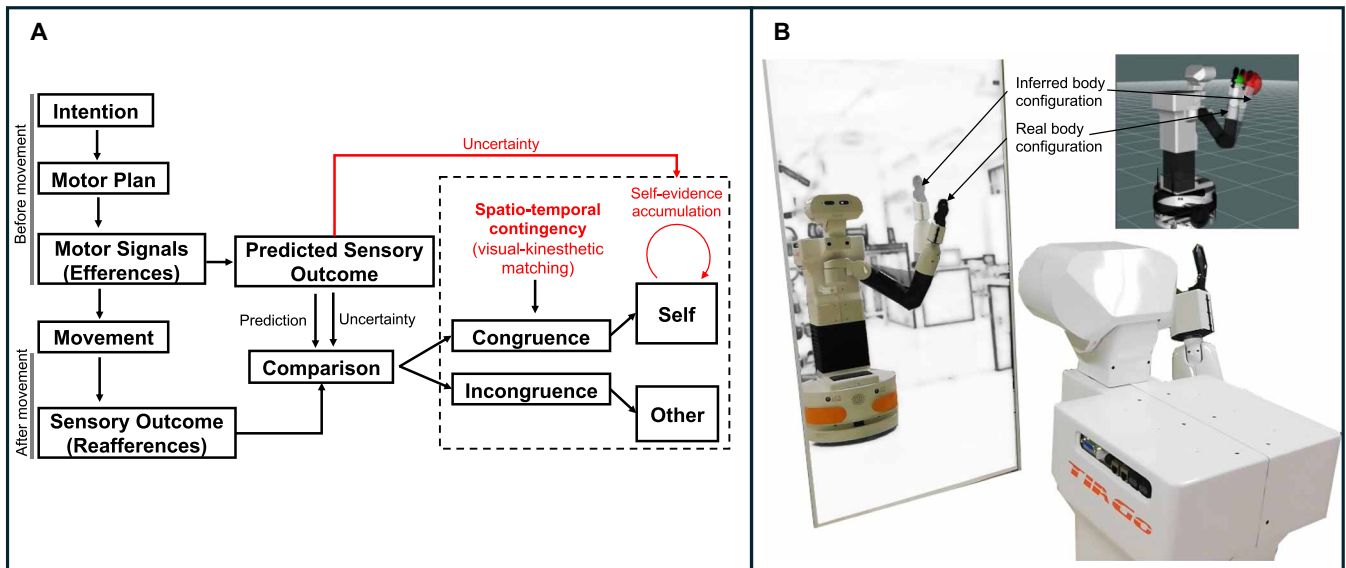 A
Before movement
After movement
Intention
Motor Plan
Motor Signals
(Efferences)
Movement
Sensory Outcome
(Reafferences)
Predicted Sensory
Outcome
Prediction
Uncertainty
Comparison
Uncertainty
Spatio-temporal
contingency
(visual-kinesthetic
matching)
Self-evidence
accumulation
Congruence
Incongruence
Self
Other
B
Inferred body
configuration
Real body
configuration
TIAGO